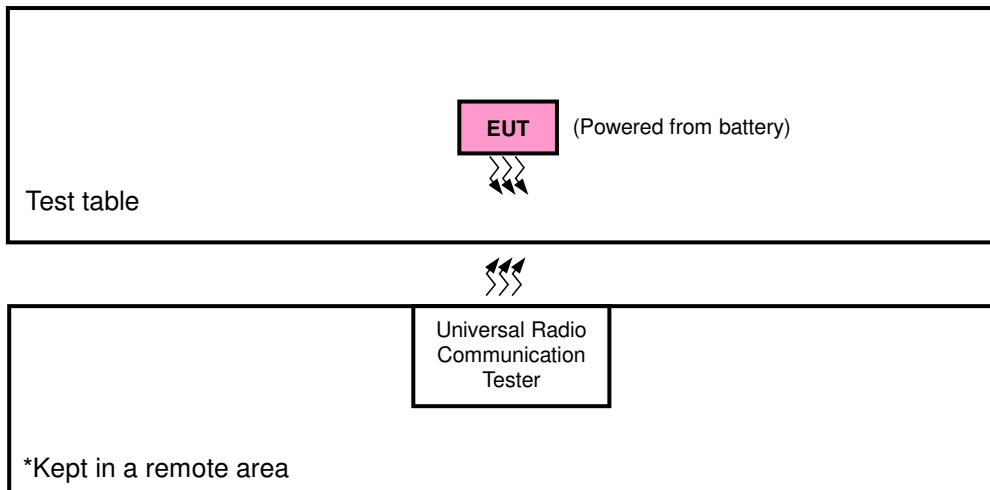 EUT
(Powered from battery)
Test table
Universal Radio
Communication
Tester
*Kept in a remote area